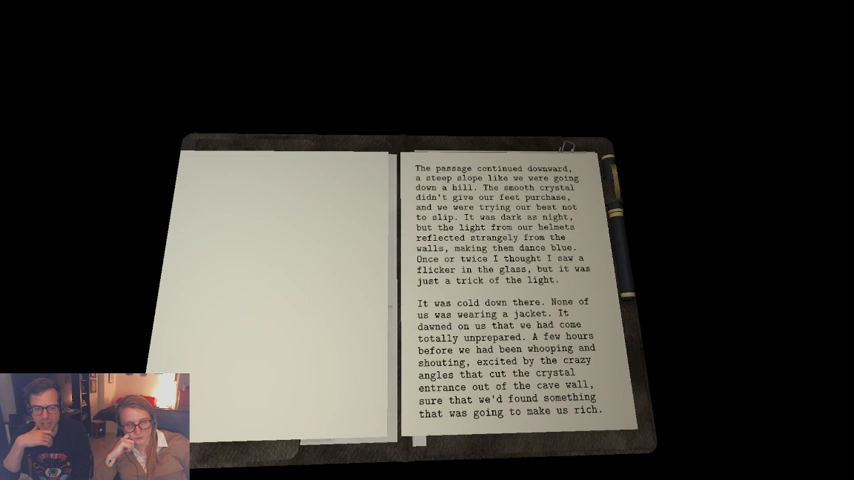 The passage continued downward,
a steep slope like we were going
down a hill. The smooth crystal
didn't give our feet purchase,
and we were trying our best not
to slip. It was dark as night,
but the light from our helmets
reflected strangely from the
walls, making them dance blue.
Once or twice I thought I saw a
flicker in the glass, but it was
just a trick of the light.
It was cold down there. None of
us was wearing a jacket. It
dawned on us that we had come
totally unprepared. A few hours
before we had been whooping and
shouting, excited by the crazy
angles that cut the crystal
entrance out of the cave wall,
sure that we'd found something
that was going to make us rich.